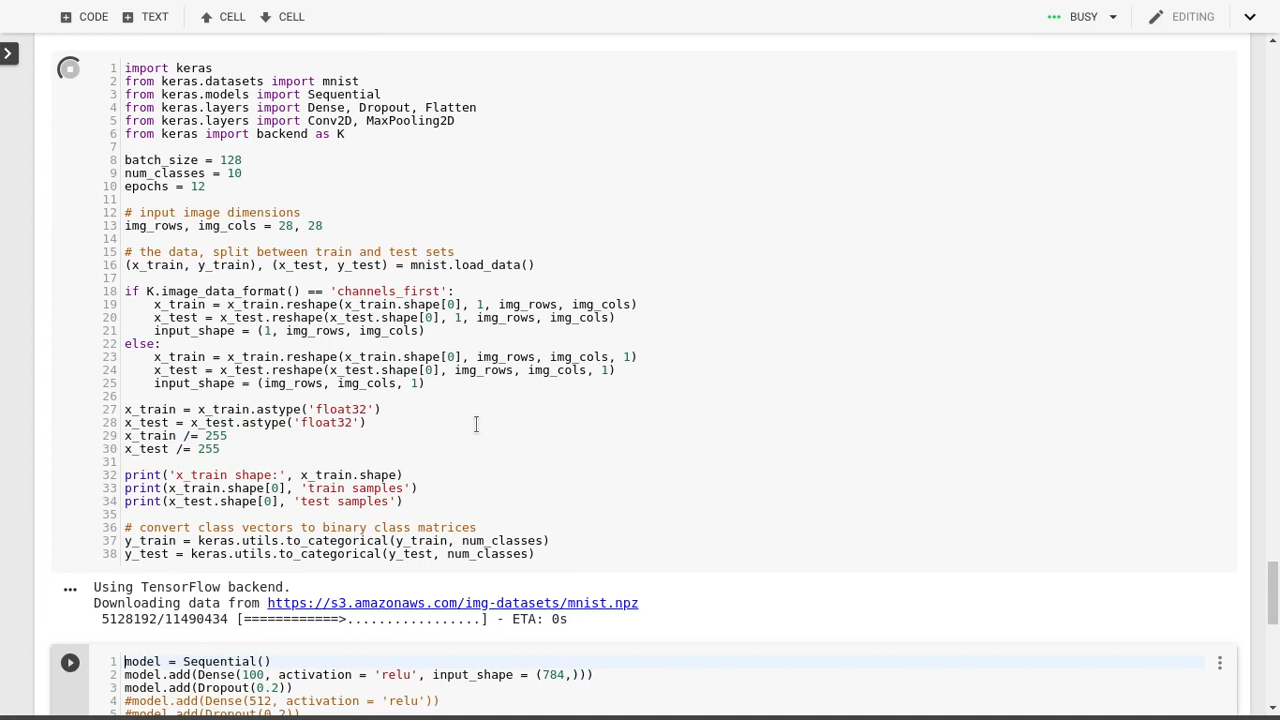 CODE TEXT CELL CELL BUSY EDITING
1 import keras
2 from keras.datasets import mnist
3 from keras.models import Sequential
4 from keras.layers import Dense, Dropout, Flatten
5 from keras.layers import Conv2D, MaxPooling2D
6 from keras import backend as K
7
8 batch_size = 128
9 num_classes = 10
10 epochs = 12
11
12 # input image dimensions
13 img_rows, img_cols = 28, 28
14
15 # the data, split between train and test sets
16 (x_train, y_train), (x_test, y_test) = mnist.load_data()
17
18 if K.image_data_format() == 'channels_first':
19     x_train = x_train.reshape(x_train.shape[0], 1, img_rows, img_cols)
20     x_test = x_test.reshape(x_test.shape[0], 1, img_rows, img_cols)
21     input_shape = (1, img_rows, img_cols)
22 else:
23     x_train = x_train.reshape(x_train.shape[0], img_rows, img_cols, 1)
24     x_test = x_test.reshape(x_test.shape[0], img_rows, img_cols, 1)
25     input_shape = (img_rows, img_cols, 1)
26
27 x_train = x_train.astype('float32')
28 x_test = x_test.astype('float32')
29 x_train /= 255
30 x_test /= 255
31
32 print('x_train shape:', x_train.shape)
33 print(x_train.shape[0], 'train samples')
34 print(x_test.shape[0], 'test samples')
35
36 # convert class vectors to binary class matrices
37 y_train = keras.utils.to_categorical(y_train, num_classes)
38 y_test = keras.utils.to_categorical(y_test, num_classes)
Using TensorFlow backend.
Downloading data from https://s3.amazonaws.com/img-datasets/mnist.npz
5128192/11490434 [============>.................] - ETA: 0s
1 model = Sequential()
2 model.add(Dense(100, activation = 'relu', input_shape = (784,)))
3 model.add(Dropout(0.2))
4 #model.add(Dense(512, activation = 'relu'))
5 #model.add(Dropout(0.2))